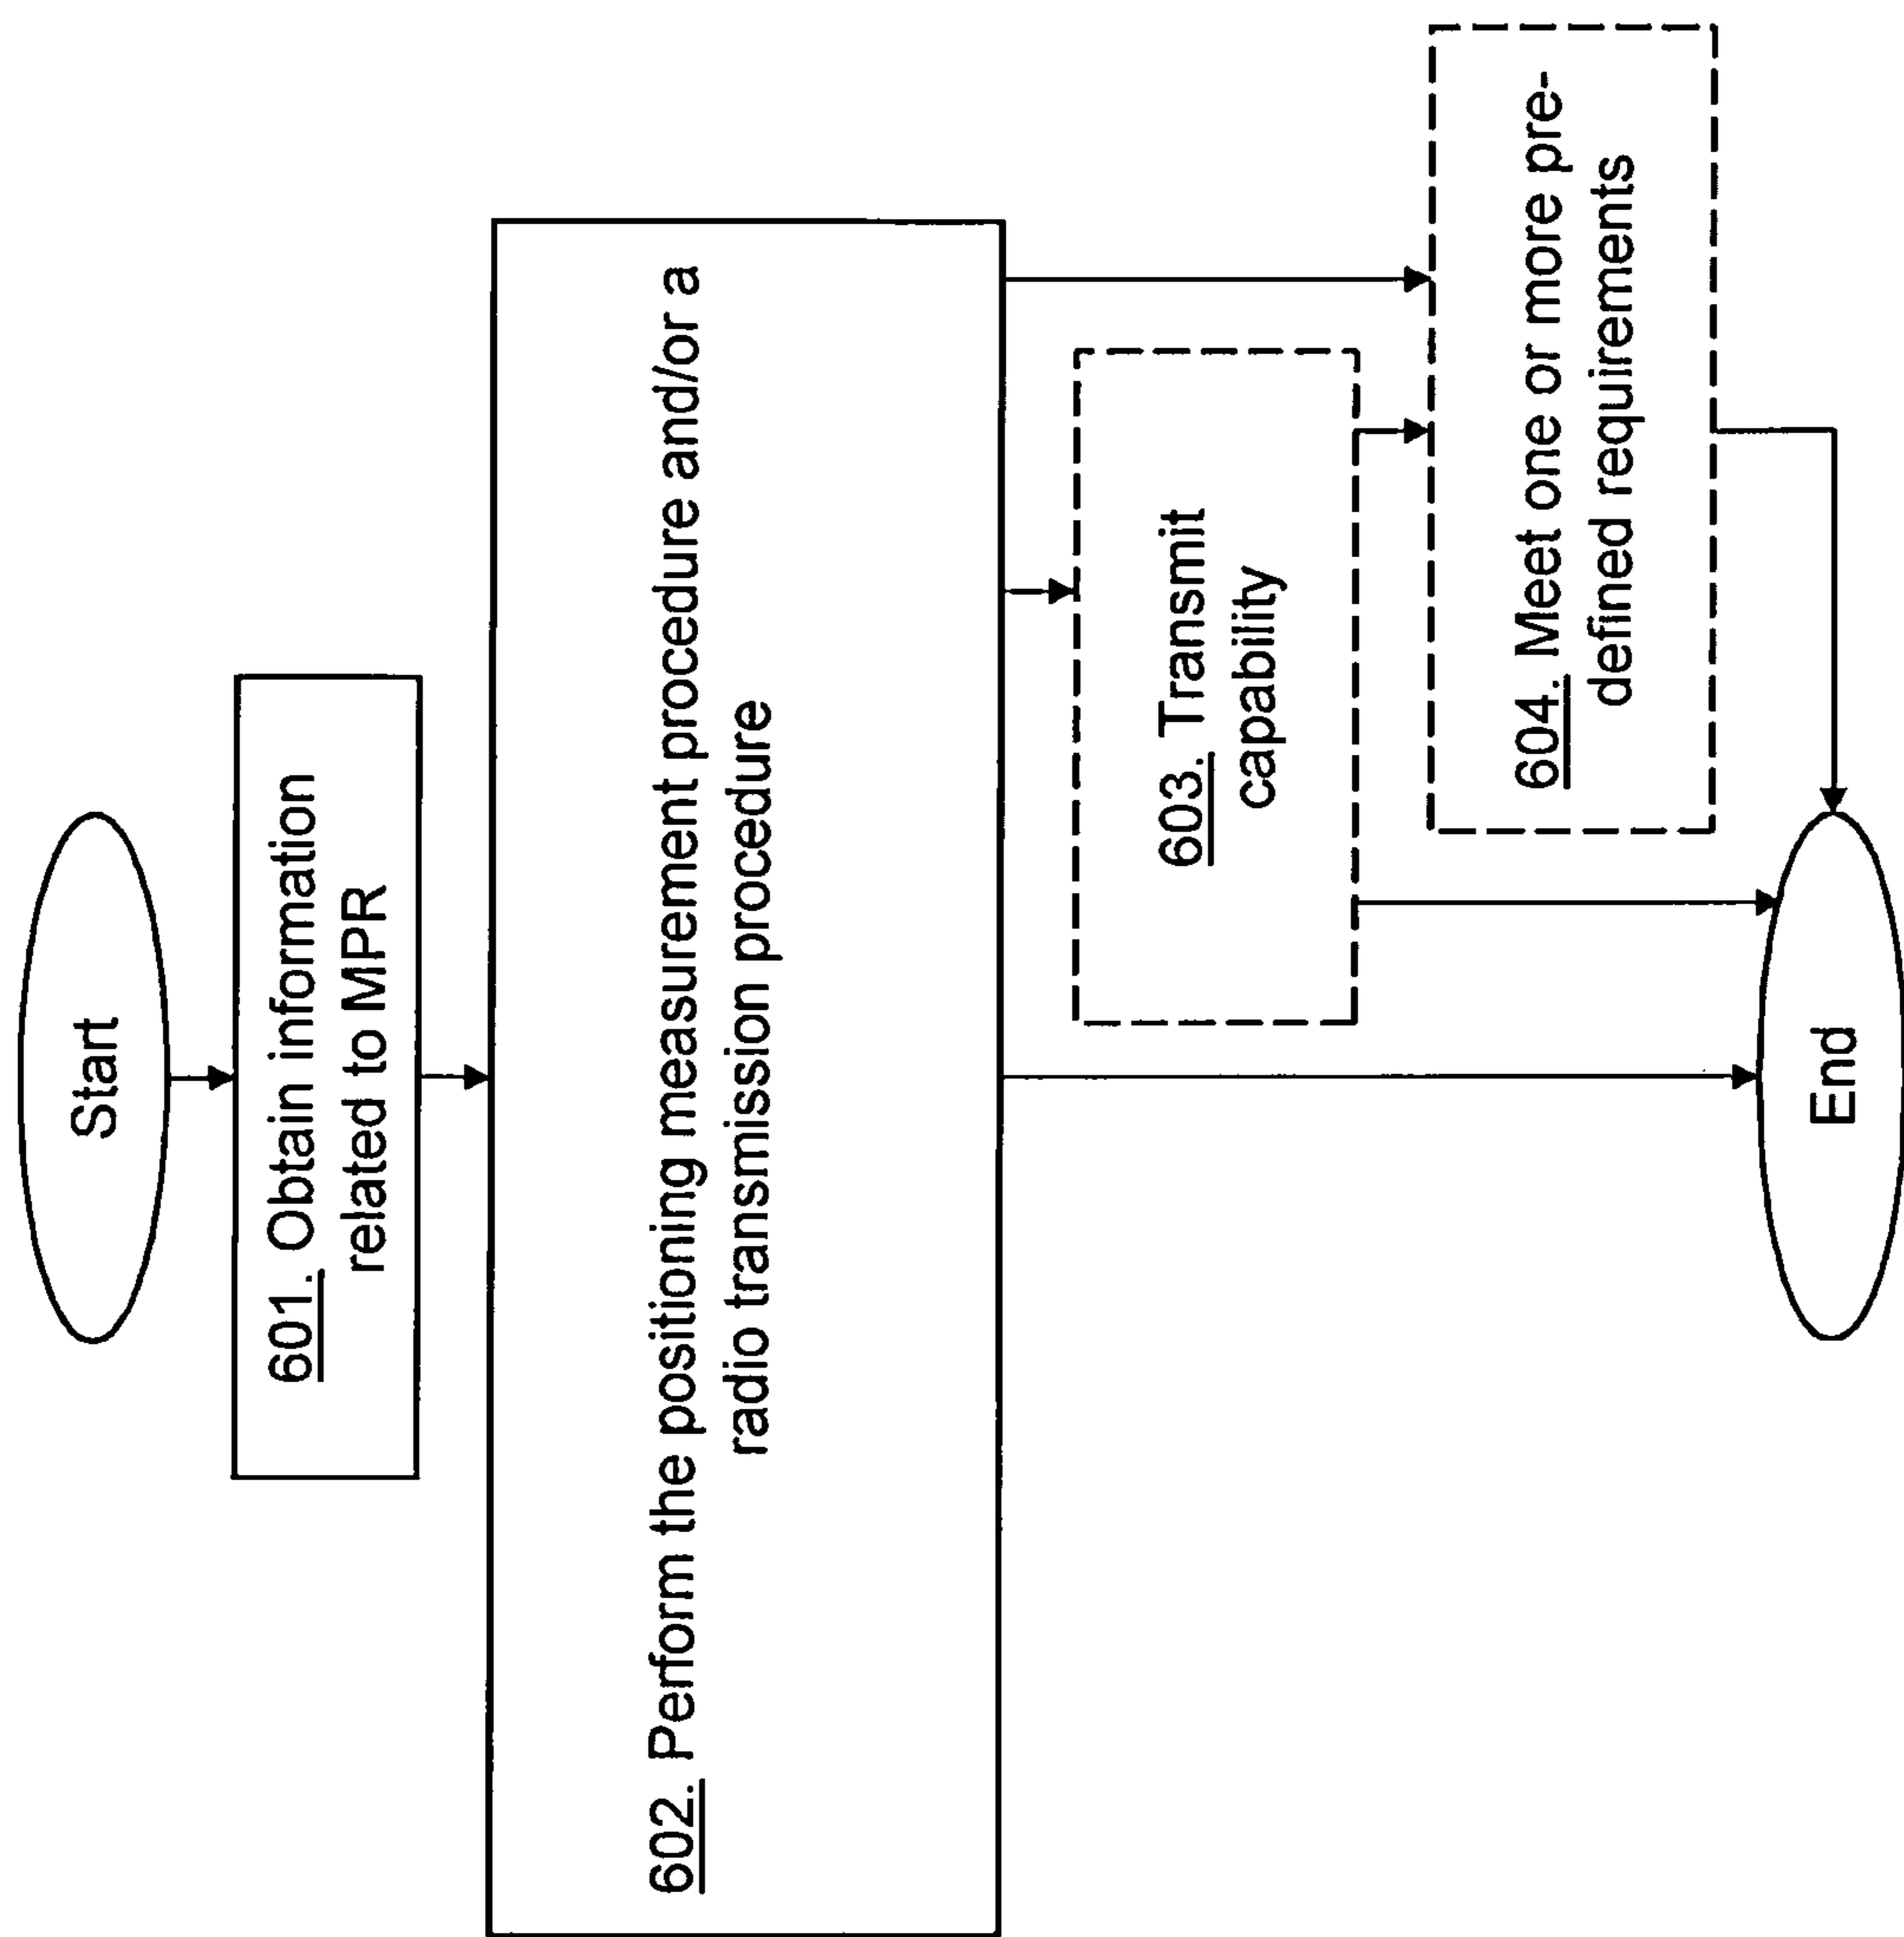 Start
601. Obtain information
related to MPR
602. Perform the positioning measurement procedure and/or a
radio transmission procedure
603. Transmit
capability
604. Meet one or more pre-
defined requirements
End